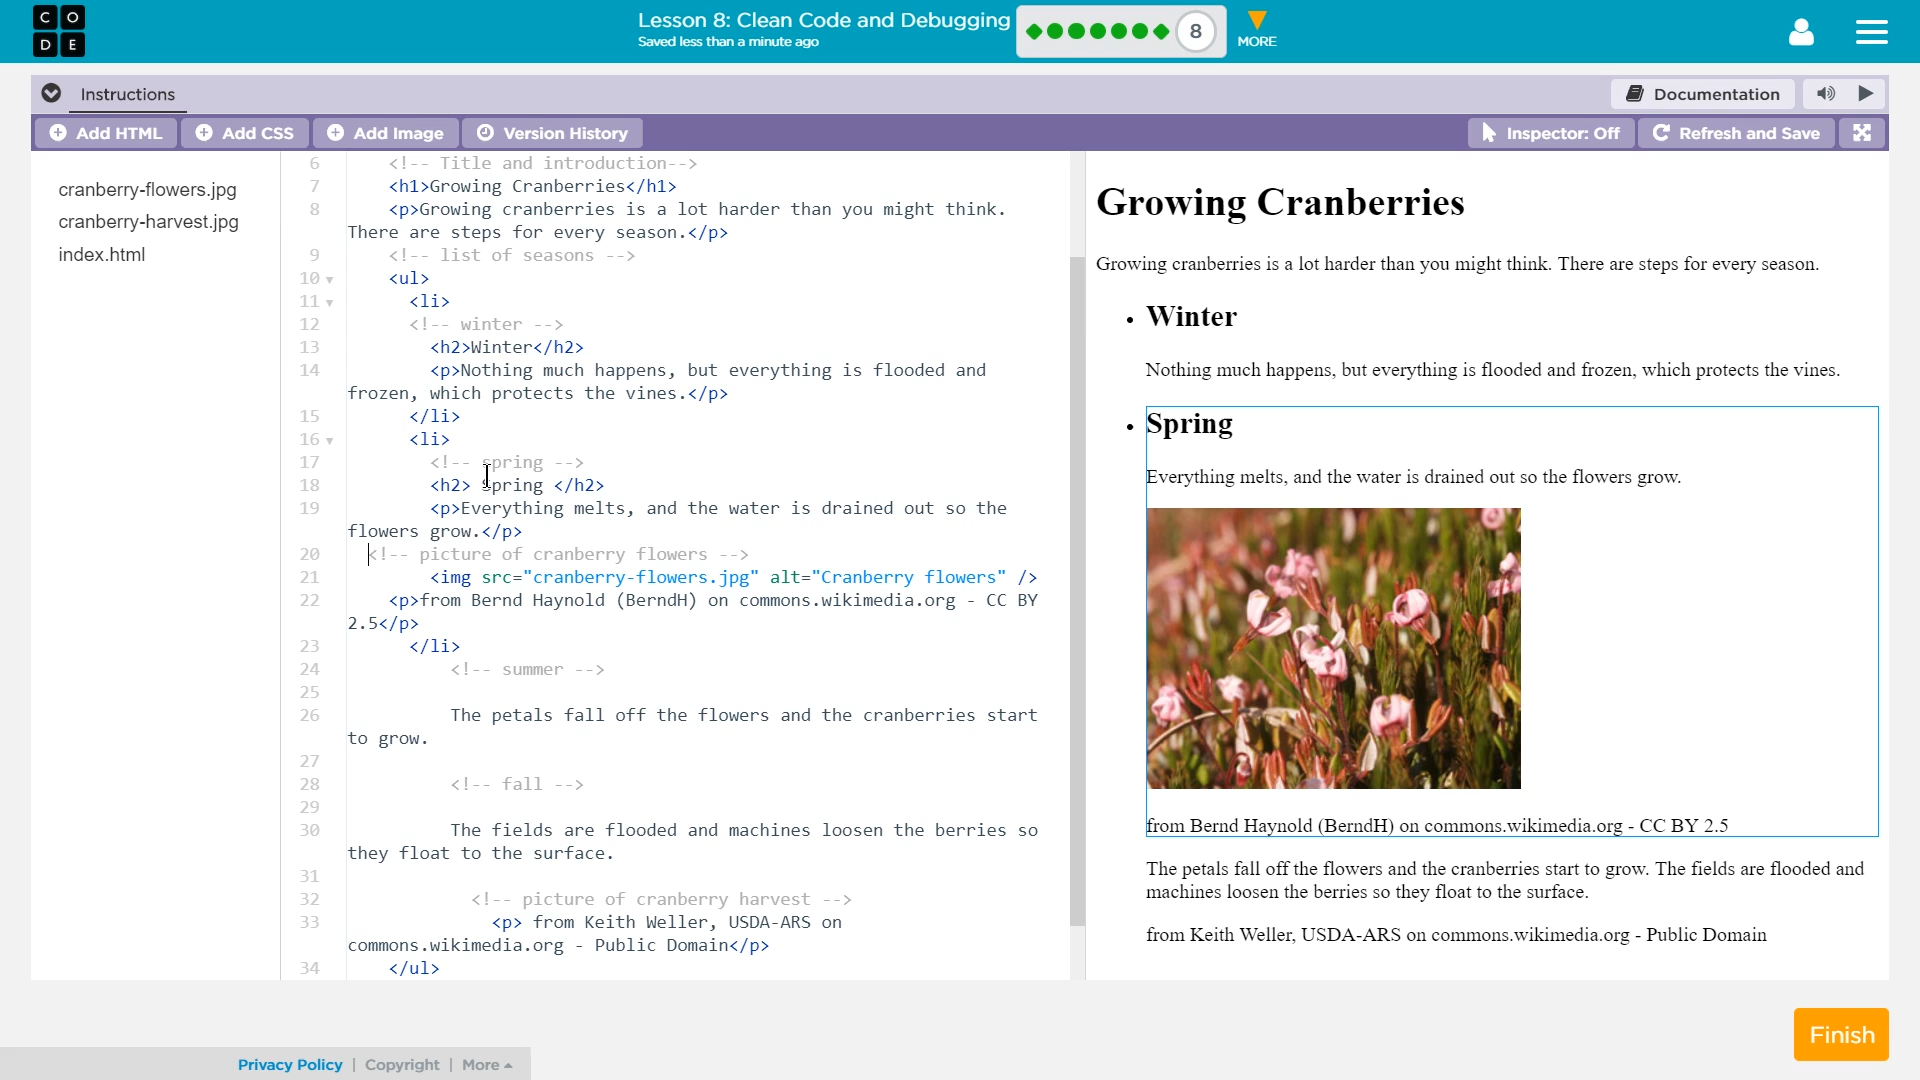 C O
D E
Lesson 8: Clean Code and Debugging
Saved less than a minute ago
8
MORE
Instructions
Documentation
Add HTML
Add CSS
Add Image
Version History
Inspector: Off
Refresh and Save
cranberry-flowers.jpg
cranberry-harvest.jpg
index.html
6 <!-- Title and introduction-->
7 <h1>Growing Cranberries</h1>
8 <p>Growing cranberries is a lot harder than you might think.
There are steps for every season.</p>
9 <!-- list of seasons -->
10 <ul>
11 <li>
12 <!-- winter -->
13 <h2>Winter</h2>
14 <p>Nothing much happens, but everything is flooded and
frozen, which protects the vines.</p>
15 </li>
16 <li>
17 <!-- spring -->
18 <h2> Spring </h2>
19 <p>Everything melts, and the water is drained out so the
flowers grow.</p>
20 <!-- picture of cranberry flowers -->
21 <img src="cranberry-flowers.jpg" alt="Cranberry flowers" />
22 <p>from Bernd Haynold (BerndH) on commons.wikimedia.org - CC BY
2.5</p>
23 </li>
24 <!-- summer -->
25
26 The petals fall off the flowers and the cranberries start
to grow.
27
28 <!-- fall -->
29
30 The fields are flooded and machines loosen the berries so
they float to the surface.
31
32 <!-- picture of cranberry harvest -->
33 <p> from Keith Weller, USDA-ARS on
commons.wikimedia.org - Public Domain</p>
34 </ul>
Growing Cranberries
Growing cranberries is a lot harder than you might think. There are steps for every season.
• Winter
Nothing much happens, but everything is flooded and frozen, which protects the vines.
• Spring
Everything melts, and the water is drained out so the flowers grow.
from Bernd Haynold (BerndH) on commons.wikimedia.org - CC BY 2.5
The petals fall off the flowers and the cranberries start to grow. The fields are flooded and
machines loosen the berries so they float to the surface.
from Keith Weller, USDA-ARS on commons.wikimedia.org - Public Domain
Finish
Privacy Policy | Copyright | More